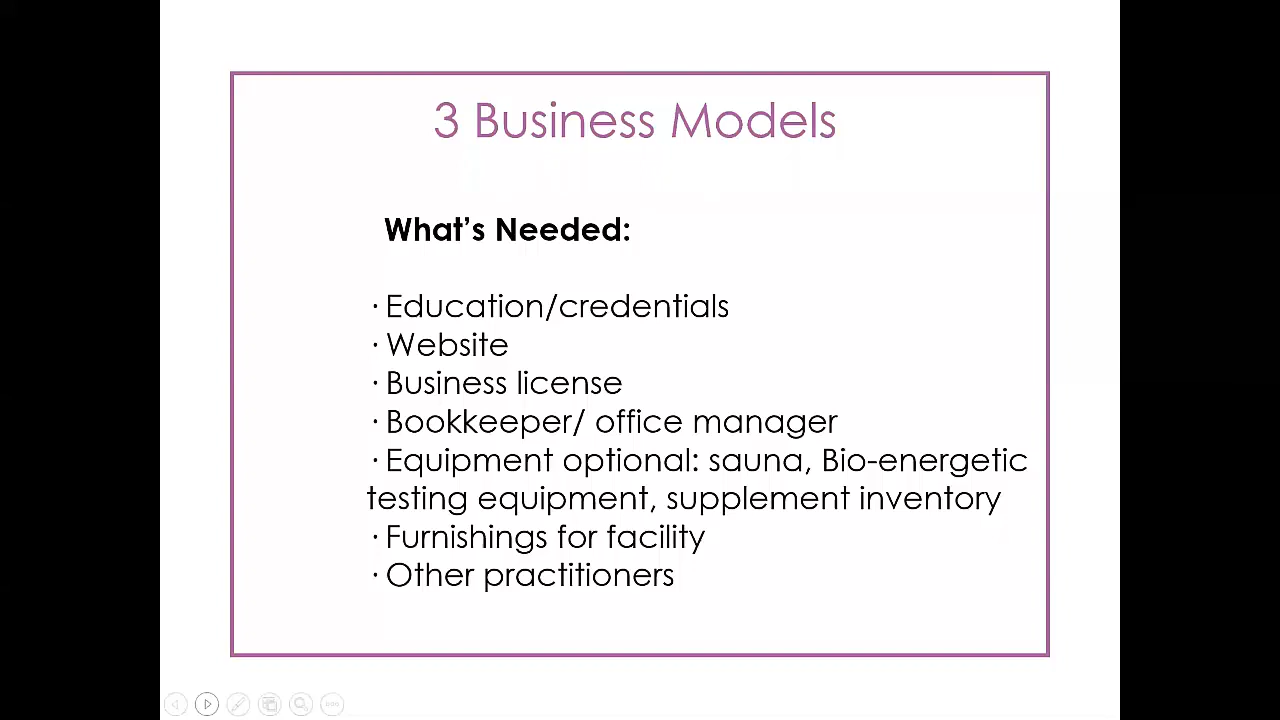 3 Business Models
What's Needed:
· Education/credentials
· Website
· Business license
· Bookkeeper/ office manager
· Equipment optional: sauna, Bio-energetic
testing equipment, supplement inventory
· Furnishings for facility
· Other practitioners